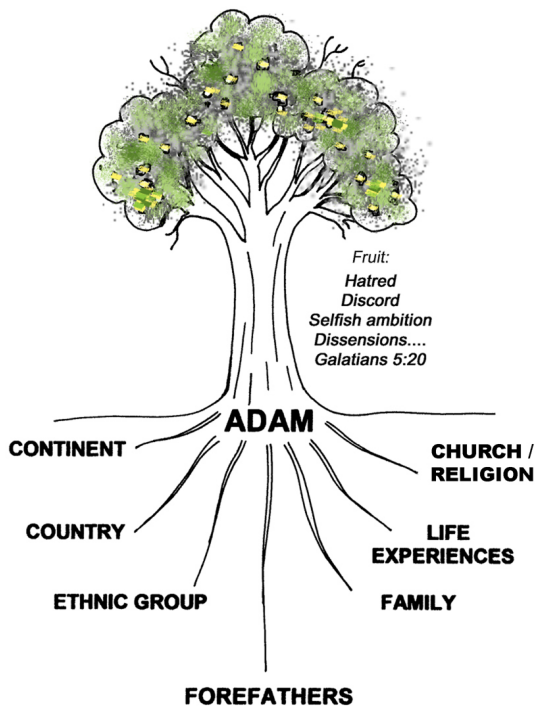 Fruit:
Hatred
Discord
Selfish ambition
Dissensions....
Galatians 5:20
ADAM
CONTINENT
CHURCH /
RELIGION
COUNTRY
LIFE
EXPERIENCES
ETHNIC GROUP
FAMILY
FOREFATHERS